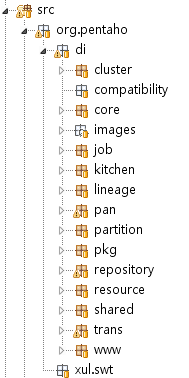 src
org.pentaho
di
cluster
compatibility
core
images
job
kitchen
lineage
pan
partition
pkg
repository
resource
shared
trans
www
xul.swt